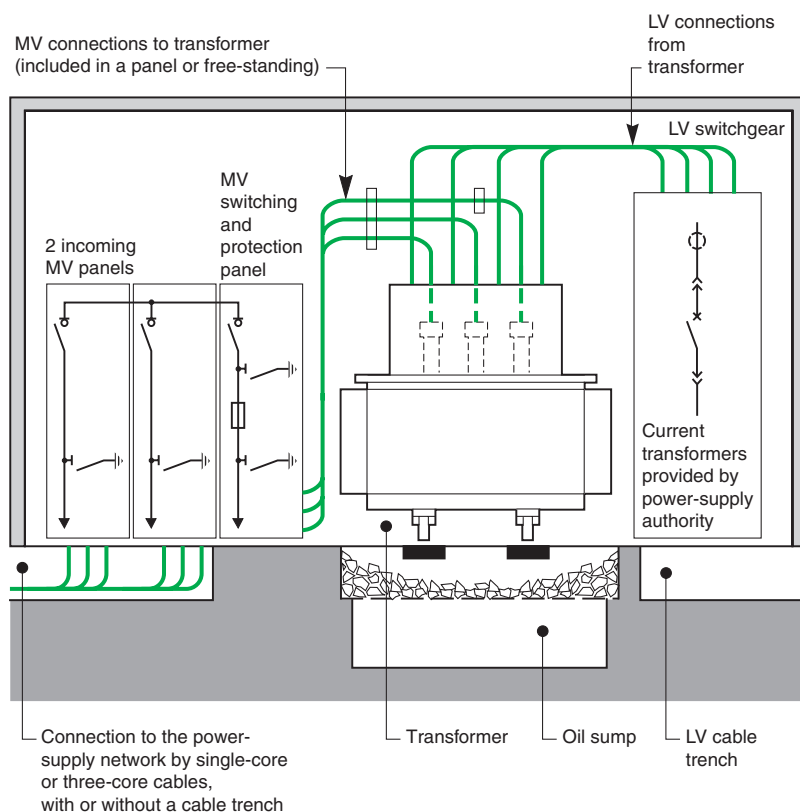 MV connections to transformer
(included in a panel or free-standing)
LV connections
from
transformer
LV switchgear
MV
switching
and
protection
panel
2 incoming
MV panels
Current
transformers
provided by
power-supply
authority
Connection to the power-
supply network by single-core
or three-core cables,
with or without a cable trench
Transformer
Oil sump
LV cable
trench